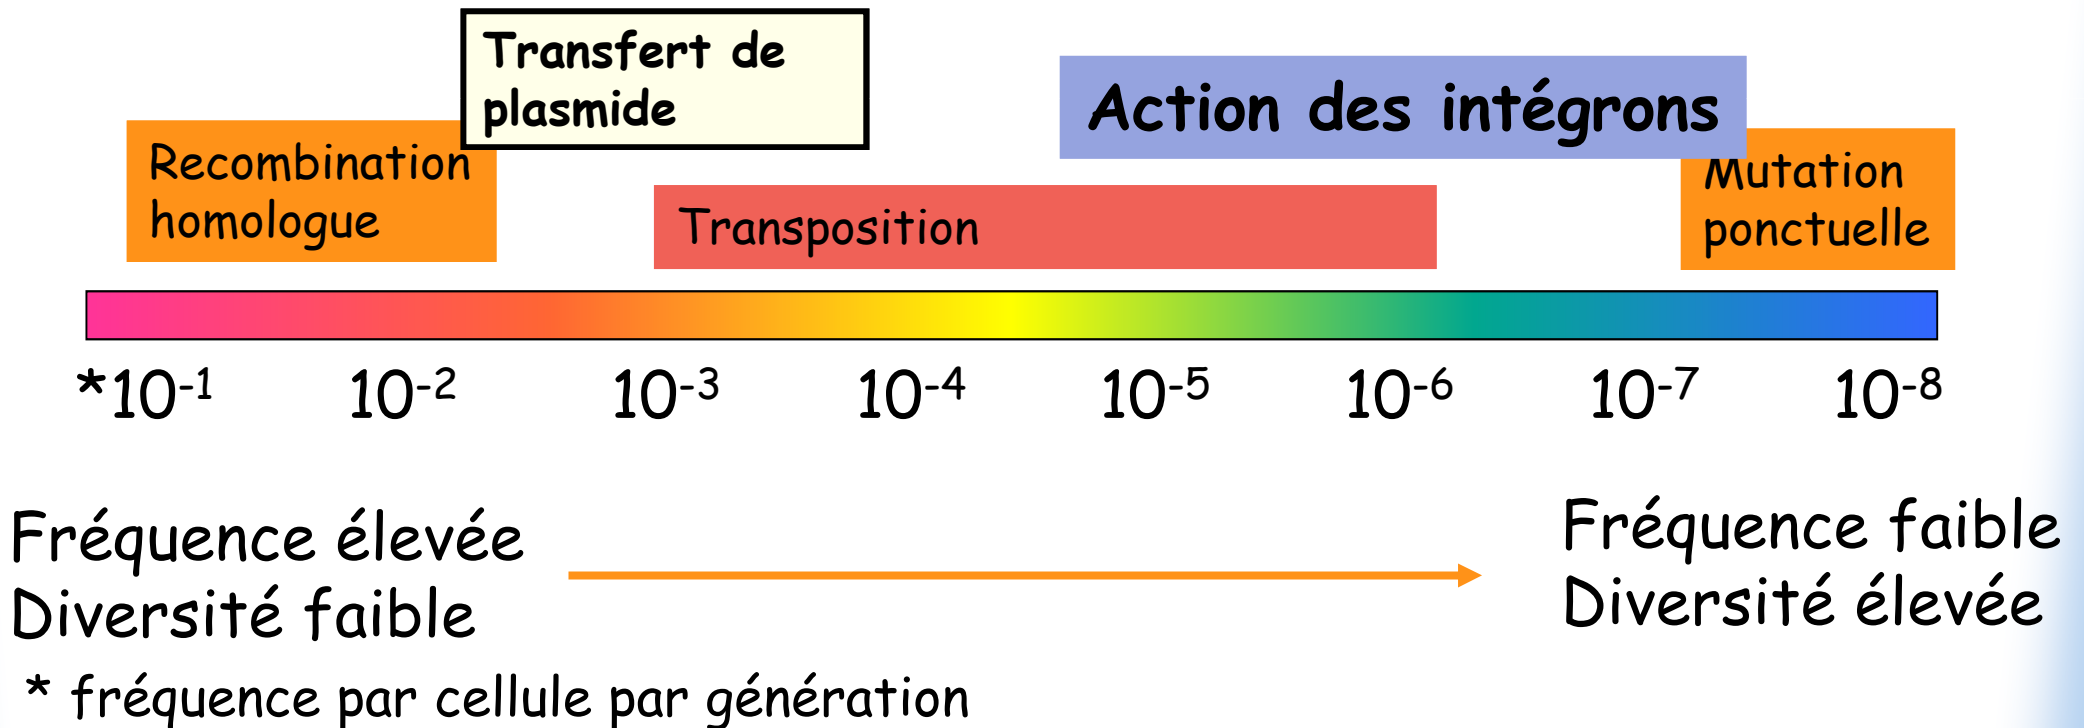 Transfert de
plasmide
Action des intégrons
Recombination
homologue
Mutation
ponctuelle
Transposition
*10⁻¹ 10⁻² 10⁻³ 10⁻⁴ 10⁻⁵ 10⁻⁶ 10⁻⁷ 10⁻⁸
Fréquence élevée
Diversité faible
Fréquence faible
Diversité élevée
* fréquence par cellule par génération